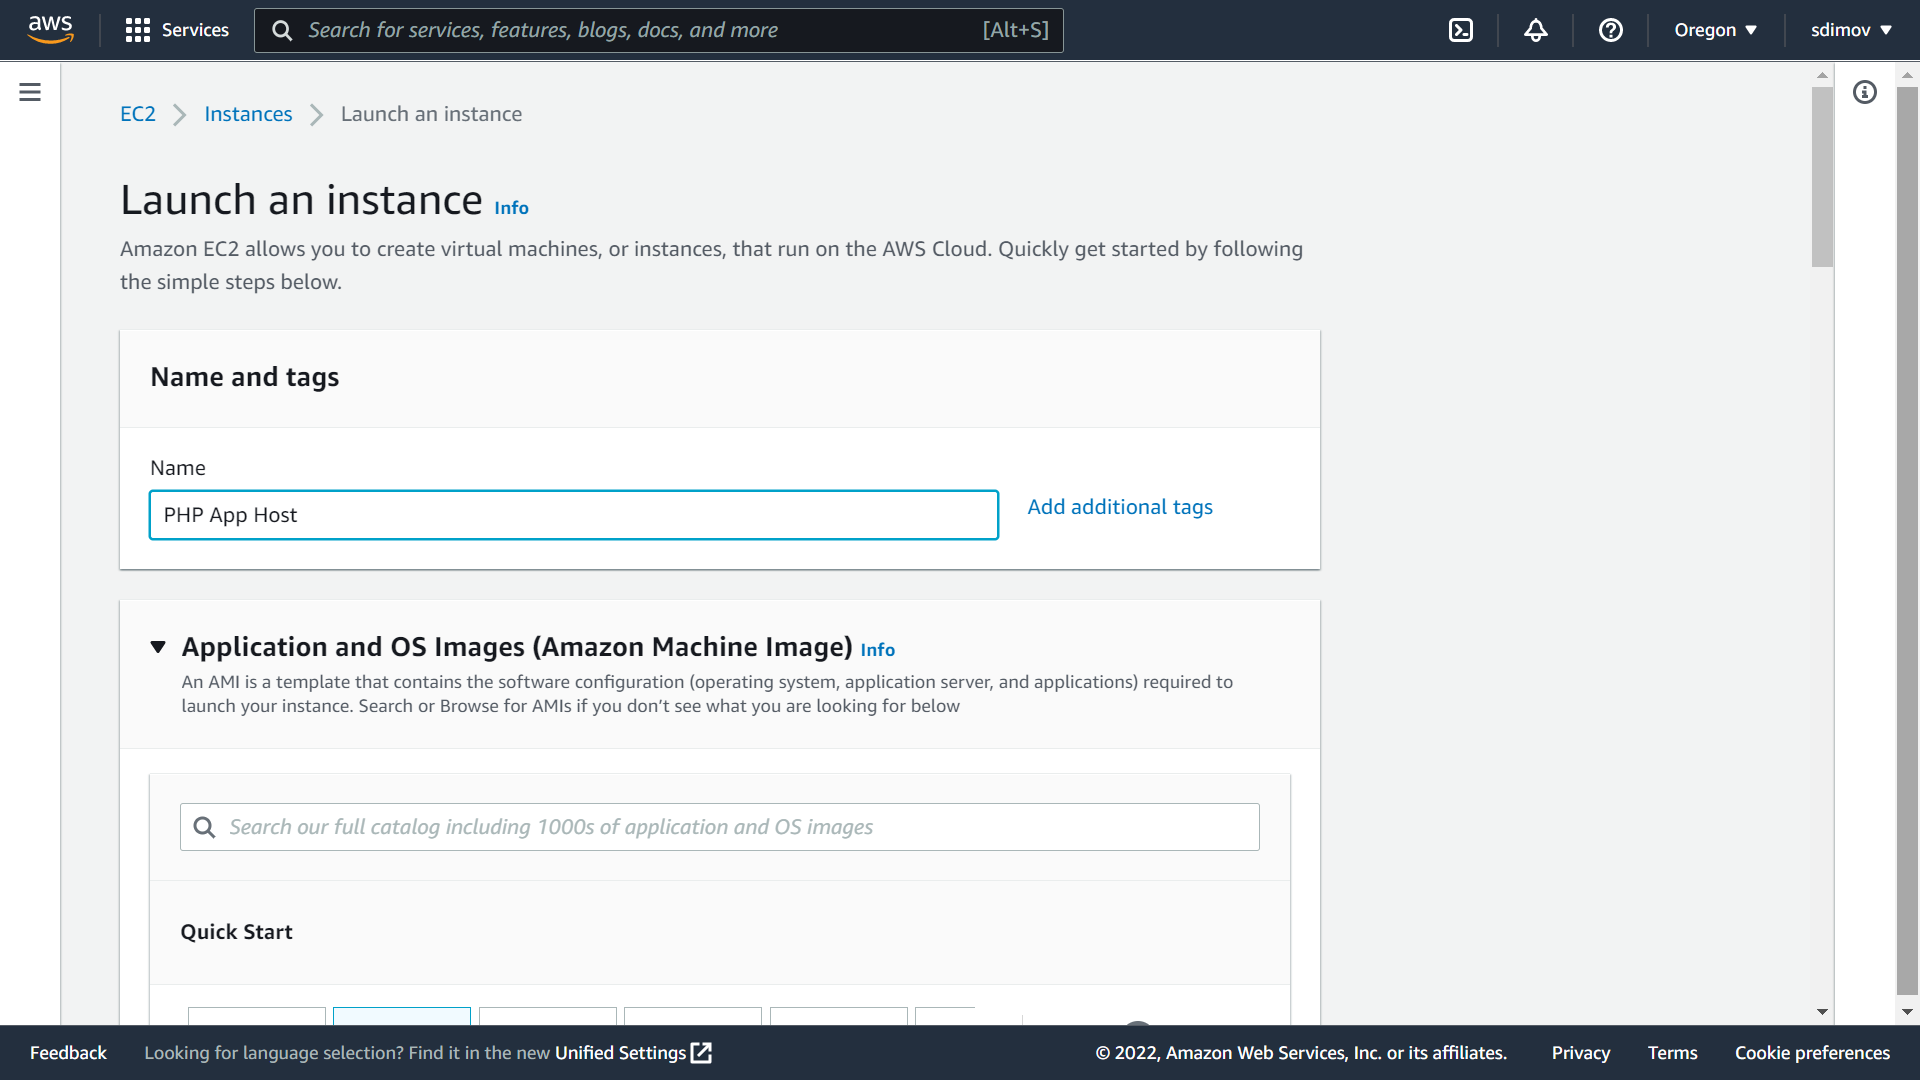 aws
Services
Search for services, features, blogs, docs, and more
[Alt+S]
Oregon
sdimov
EC2
Instances
Launch an instance
Launch an instance Info
Amazon EC2 allows you to create virtual machines, or instances, that run on the AWS Cloud. Quickly get started by following
the simple steps below.
Name and tags
Name
PHP App Host
Add additional tags
Application and OS Images (Amazon Machine Image) Info
An AMI is a template that contains the software configuration (operating system, application server, and applications) required to
launch your instance. Search or Browse for AMIs if you don’t see what you are looking for below
Search our full catalog including 1000s of application and OS images
Quick Start
Feedback
Looking for language selection? Find it in the new Unified Settings
© 2022, Amazon Web Services, Inc. or its affiliates.
Privacy
Terms
Cookie preferences